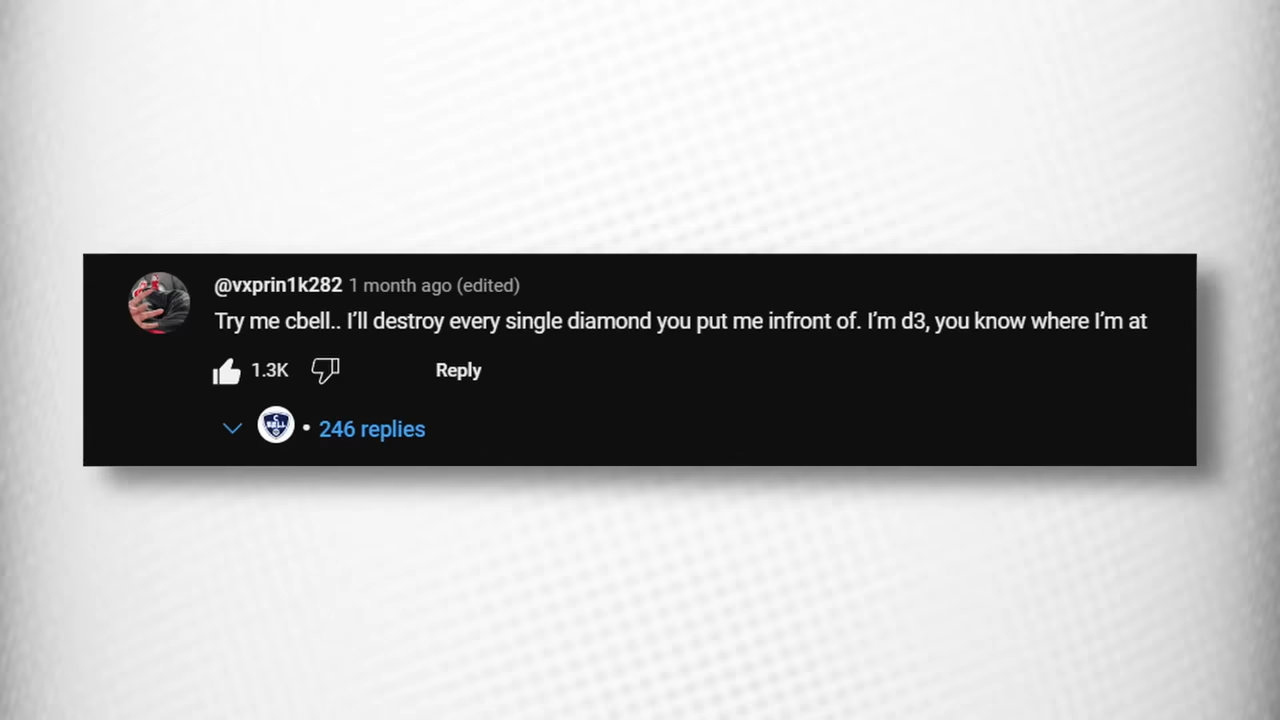 @vxprin1k282 1 month ago (edited)
Try me cbell.. I’ll destroy every single diamond you put me infront of. I’m d3, you know where I’m at
1.3K Reply
C
BELL
• 246 replies